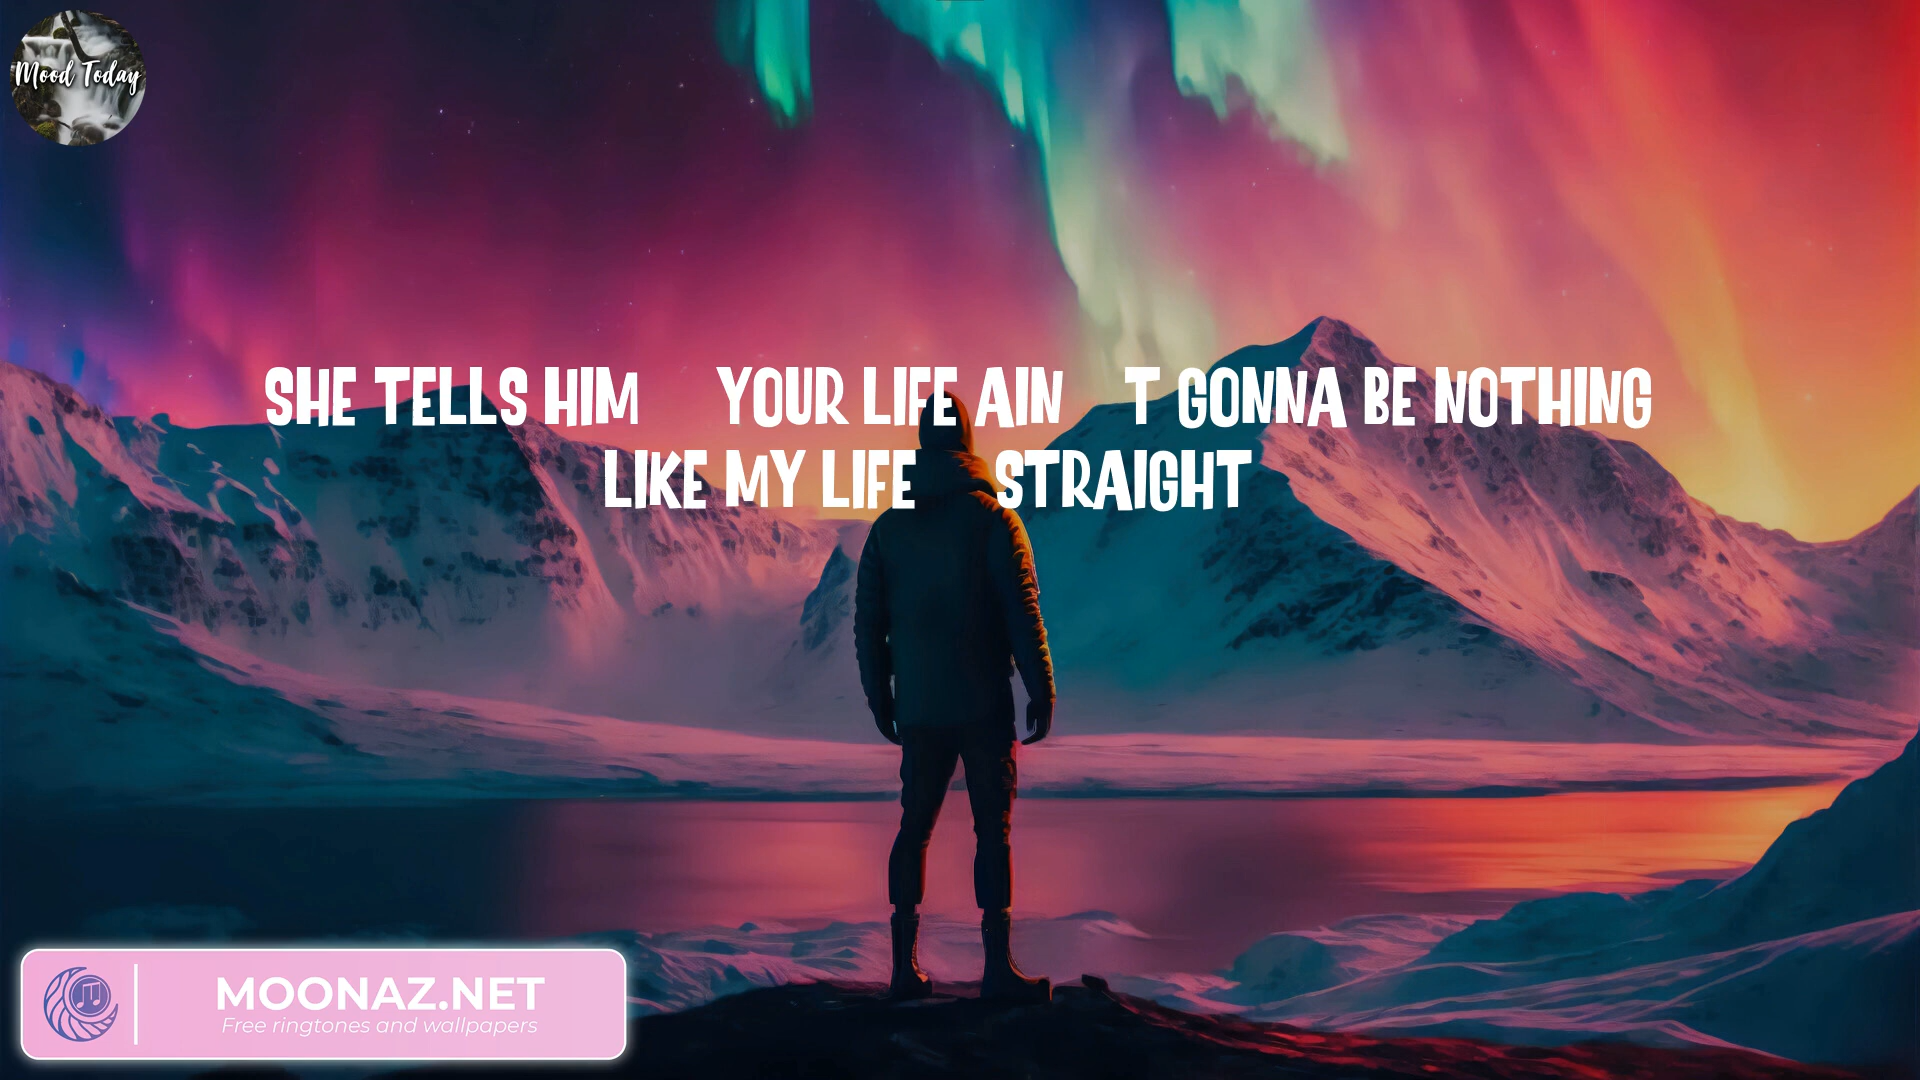 Mood Today
SHE TELLS HIM YOUR LIFE AIN T GONNA BE NOTHING
LIKE MY LIFE STRAIGHT
MOONAZ.NET
Free ringtones and wallpapers